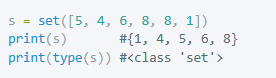 s = set([5, 4, 6, 8, 8, 1])
print(s)       #{1, 4, 5, 6, 8}
print(type(s)) #<class 'set'>